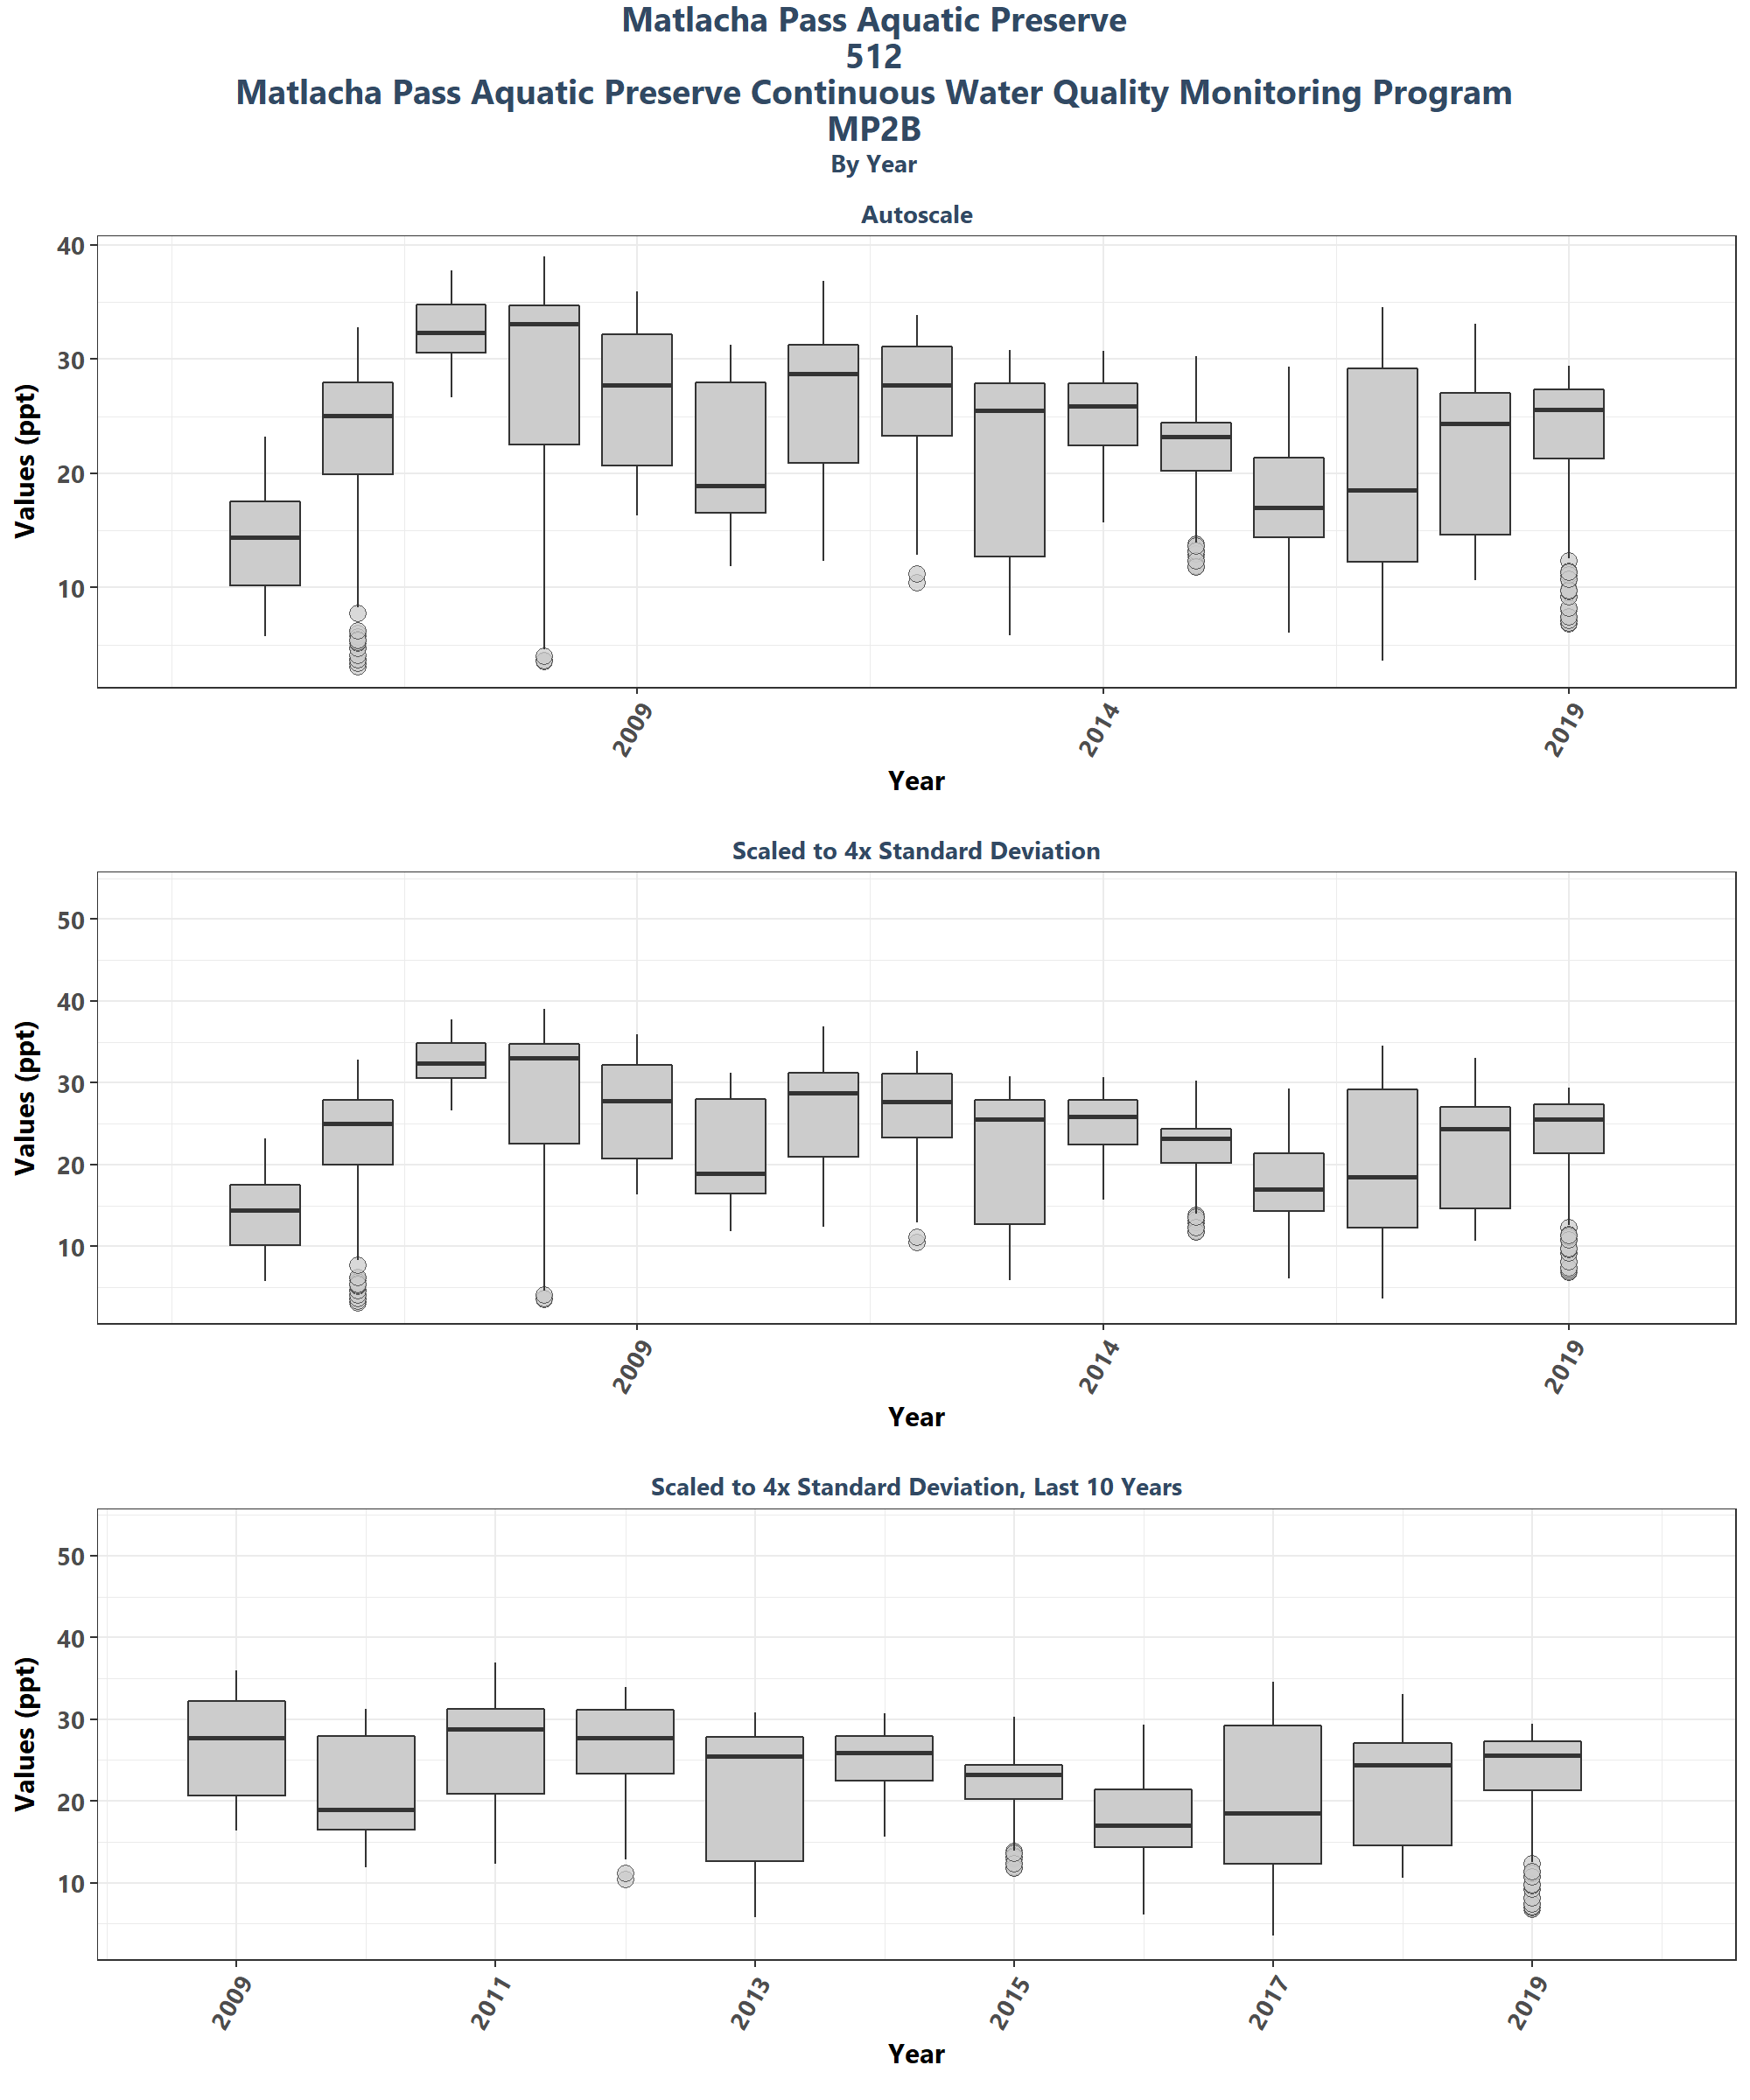 Matlacha Pass Aquatic Preserve
512
Matlacha Pass Aquatic Preserve Continuous Water Quality Monitoring Program
MP2B
By Year
Autoscale
Values (ppt)
40
30
20
10
2009
2014
2019
Year
Scaled to 4x Standard Deviation
Values (ppt)
50
40
30
20
10
2009
2014
2019
Year
Scaled to 4x Standard Deviation, Last 10 Years
Values (ppt)
50
40
30
20
10
2009
2011
2013
2015
2017
2019
Year